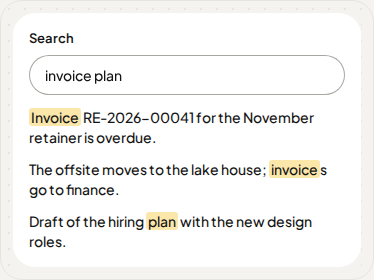 Search
invoice plan
Invoice RE-2026-00041 for the November
retainer is overdue.
The offsite moves to the lake house; invoices
go to finance.
Draft of the hiring plan with the new design
roles.